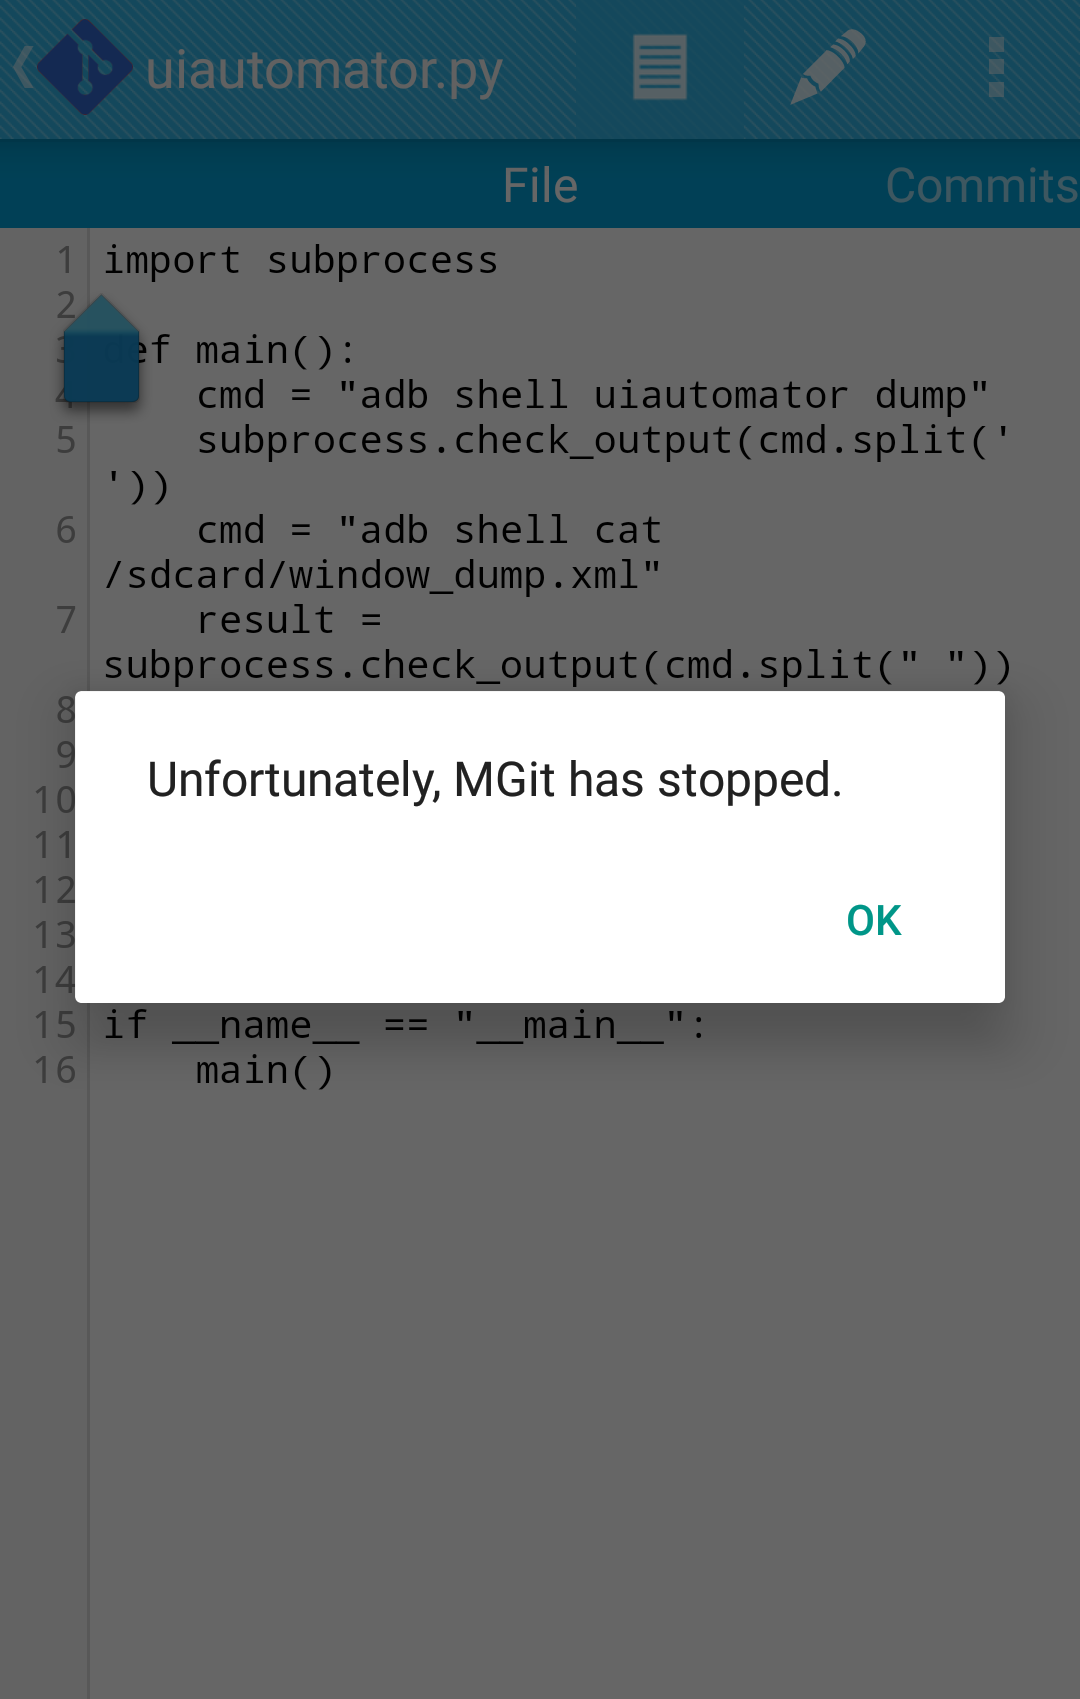 uiautomator.py
File Commits
1 import subprocess
2
3 def main():
4     cmd = "adb shell uiautomator dump"
5     subprocess.check_output(cmd.split('
'))
6     cmd = "adb shell cat
/sdcard/window_dump.xml"
7     result =
subprocess.check_output(cmd.split(" "))
8
9
10
11
12
13
14
Unfortunately, MGit has stopped.
OK
15 if __name__ == "__main__":
16     main()